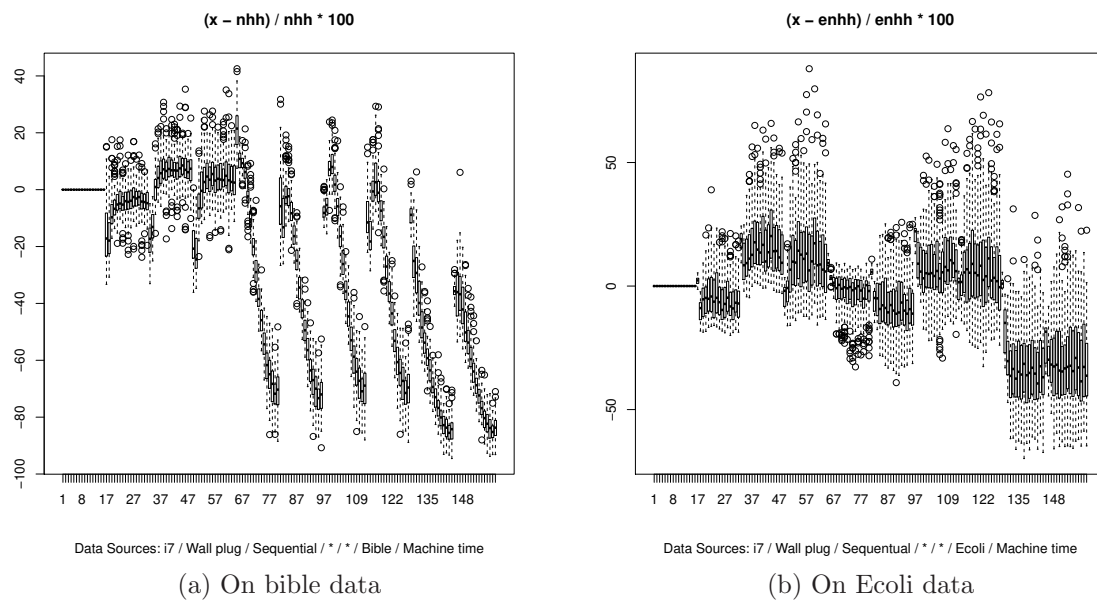 (x − nhh) / nhh * 100
40
20
0
−20
−40
−60
−80
−100
1 8 17 27 37 47 57 67 77 87 97 109 122 135 148
Data Sources: i7 / Wall plug / Sequential / * / * / Bible / Machine time
(a) On bible data
(x − enhh) / enhh * 100
50
0
−50
1 8 17 27 37 47 57 67 77 87 97 109 122 135 148
Data Sources: i7 / Wall plug / Sequentual / * / * / Ecoli / Machine time
(b) On Ecoli data